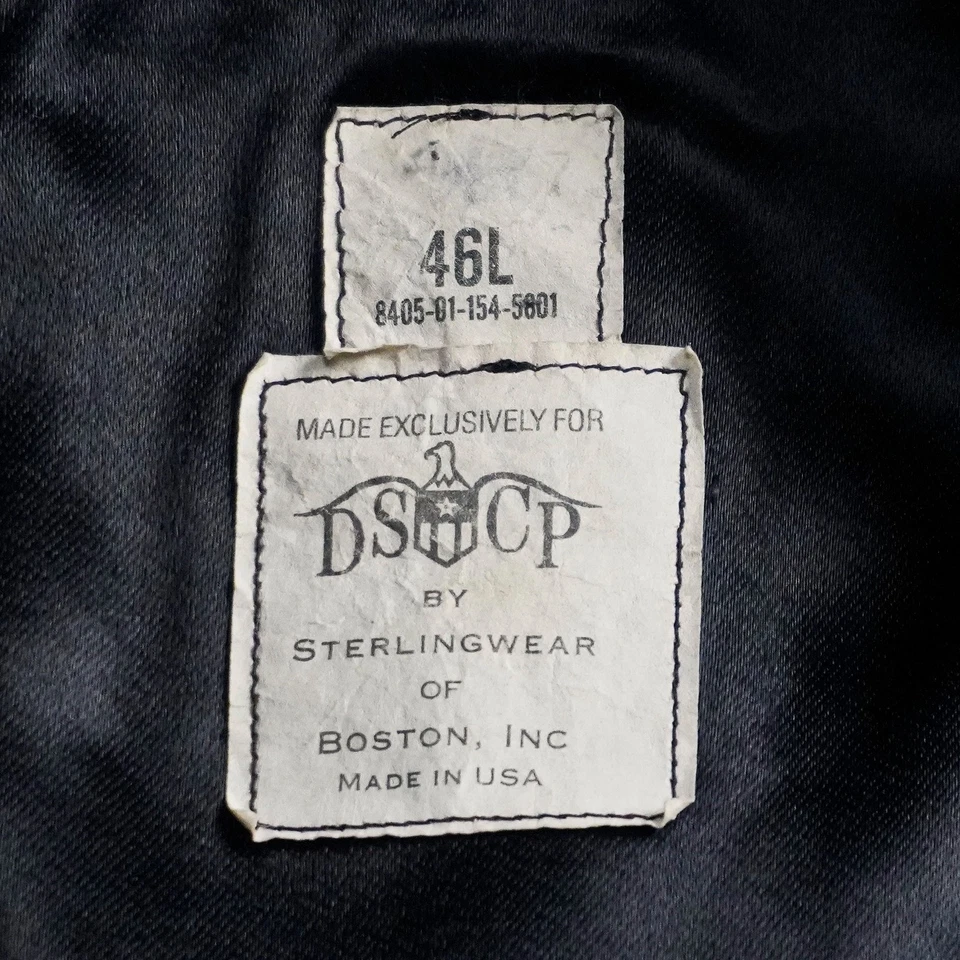 46L
8405-01-154-5801
MADE EXCLUSIVELY FOR
DSCP
BY
STERLINGWEAR
OF
BOSTON, INC
MADE IN USA